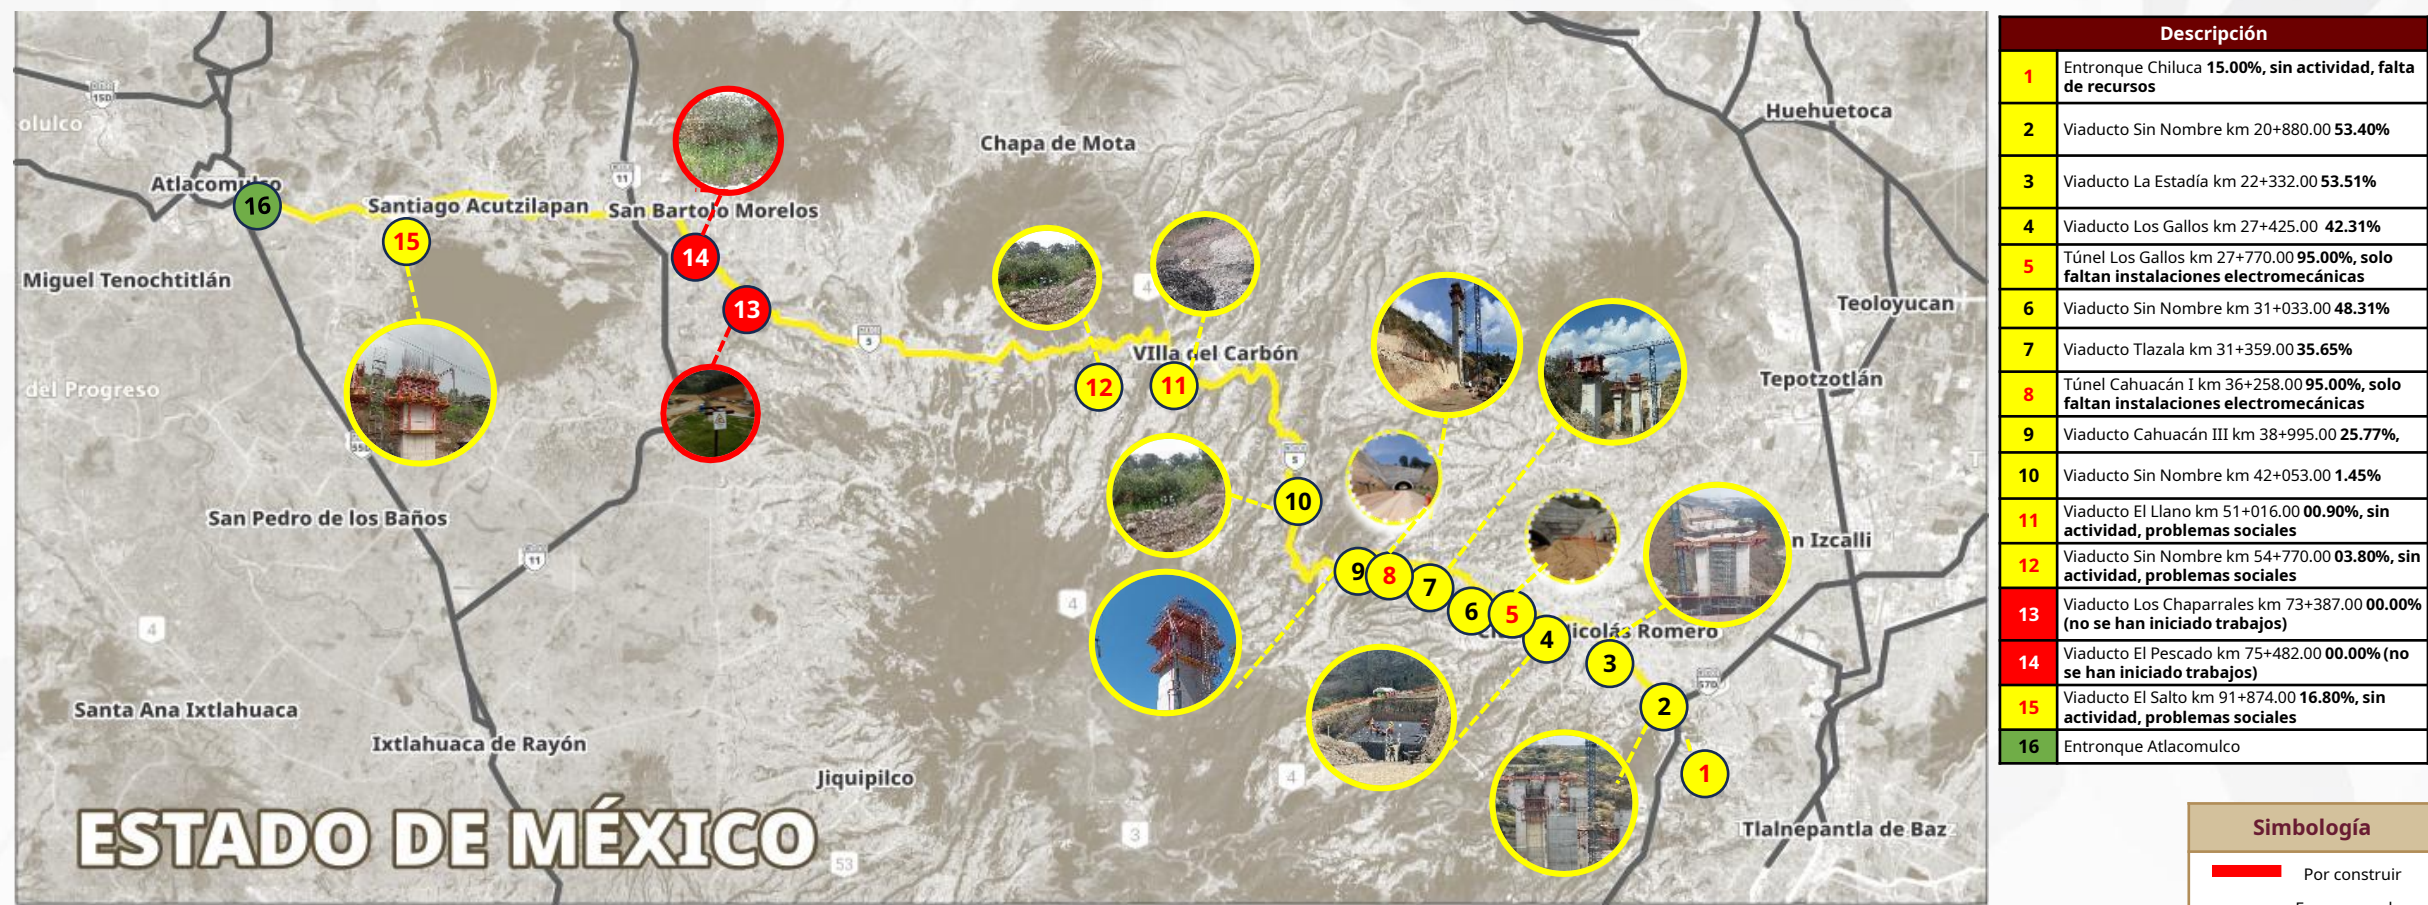 15D
olulco
Atlacomulco
16
Santiago Acutzilapan
15
Miguel Tenochtitlán
del Progreso
11
San Bartolo Morelos
14
13
5
Chapa de Mota
4
VIlla del Carbón
12
11
5
10
San Pedro de los Baños
11
4
4
9
8
7
6
5
4
Nicolás Romero
3
2
57D
1
Huehuetoca
Teoloyucan
Tepotzotlán
n Izcalli
Tlalnepantla de Baz
Santa Ana Ixtlahuaca
Ixtlahuaca de Rayón
Jiquipilco
4
3
53
ESTADO DE MÉXICO
Descripción
1 Entronque Chiluca 15.00%, sin actividad, falta
de recursos
2 Viaducto Sin Nombre km 20+880.00 53.40%
3 Viaducto La Estadía km 22+332.00 53.51%
4 Viaducto Los Gallos km 27+425.00 42.31%
5 Túnel Los Gallos km 27+770.00 95.00%, solo
faltan instalaciones electromecánicas
6 Viaducto Sin Nombre km 31+033.00 48.31%
7 Viaducto Tlazala km 31+359.00 35.65%
8 Túnel Cahuacán I km 36+258.00 95.00%, solo
faltan instalaciones electromecánicas
9 Viaducto Cahuacán III km 38+995.00 25.77%,
10 Viaducto Sin Nombre km 42+053.00 1.45%
11 Viaducto El Llano km 51+016.00 00.90%, sin
actividad, problemas sociales
12 Viaducto Sin Nombre km 54+770.00 03.80%, sin
actividad, problemas sociales
13 Viaducto Los Chaparrales km 73+387.00 00.00%
(no se han iniciado trabajos)
14 Viaducto El Pescado km 75+482.00 00.00% (no
se han iniciado trabajos)
15 Viaducto El Salto km 91+874.00 16.80%, sin
actividad, problemas sociales
16 Entronque Atlacomulco
Simbología
Por construir